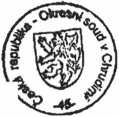 Česká republika - Okresní soud v Chrudimi
-46-